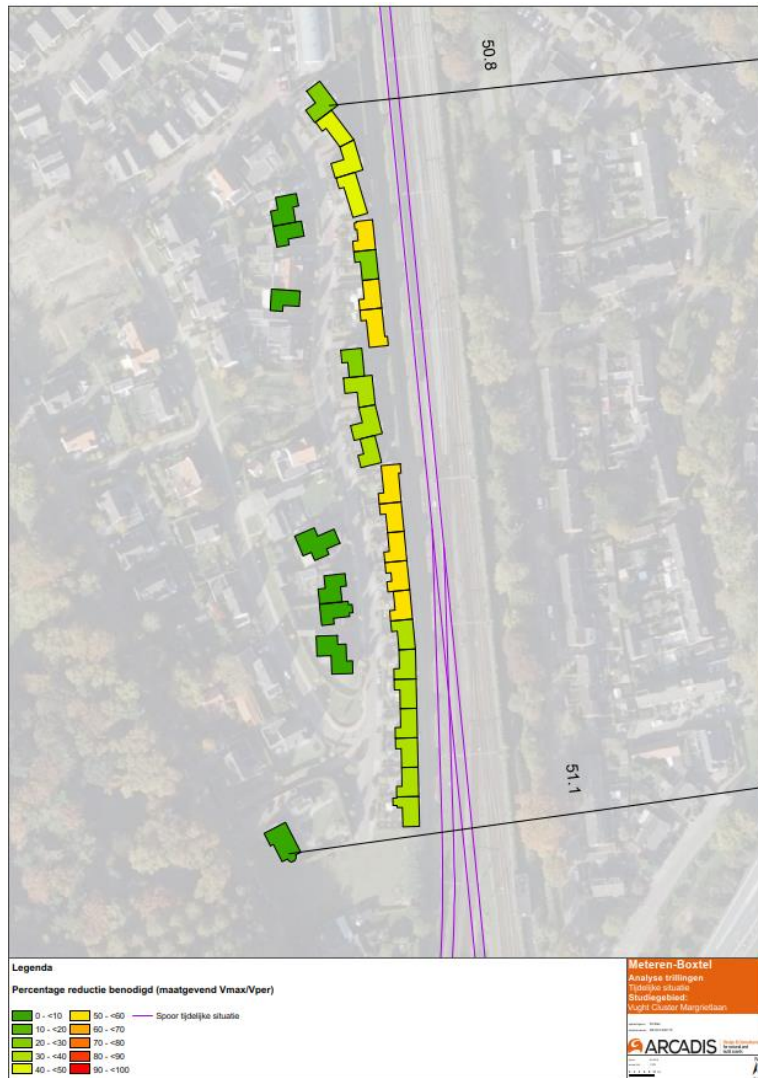 50.8
51.1
Legenda
Percentage reductie benodigd (maatgevend Vmax/Vper)
0 - <10
10 - <20
20 - <30
30 - <40
40 - <50
50 - <60
60 - <70
70 - <80
80 - <90
90 - <100
Spoor tijdelijke situatie
Meteren-Boxtel
Analyse trillingen
Tijdelijke situatie
Studiegebied:
Vught Cluster Margrietlaan
ARCADIS